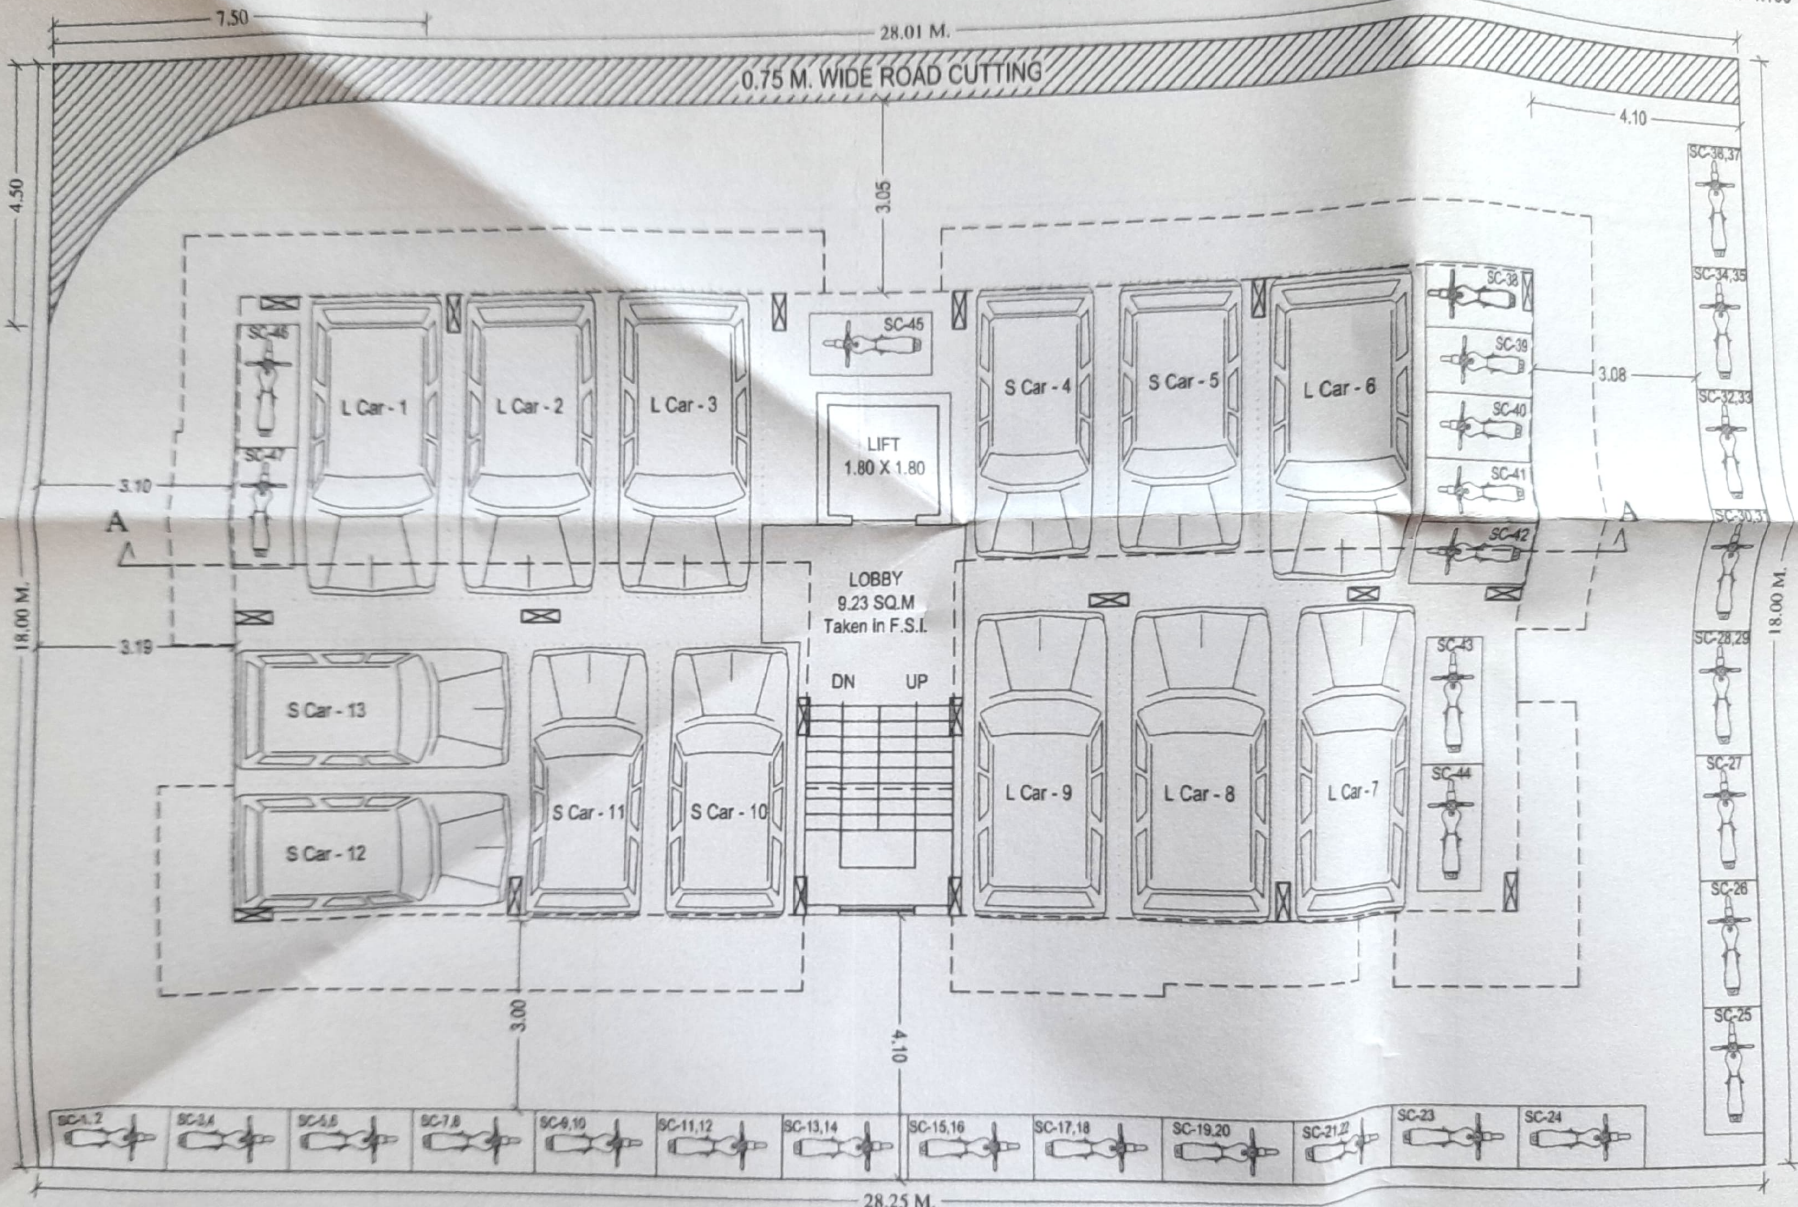 7.50
28.01 M.
0.75 M. WIDE ROAD CUTTING
4.10
4.50
3.05
SC-36,37
SC-34,35
SC-38
SC-46
SC-45
SC-39
3.08
L Car - 1
L Car - 2
L Car - 3
S Car - 4
S Car - 5
L Car - 6
SC-32,33
SC-40
LIFT
1.80 X 1.80
SC-47
SC-41
3.10
A
A
SC-30,31
SC-42
LOBBY
9.23 SQ.M
Taken in F.S.I.
18.00 M.
18.00 M.
3.19
SC-43
SC-28,29
DN
UP
S Car - 13
SC-44
SC-27
L Car - 9
L Car - 8
L Car - 7
S Car - 11
S Car - 10
S Car - 12
SC-26
3.00
4.10
SC-25
SC-1, 2
SC-3,4
SC-5,6
SC-7,8
SC-9,10
SC-11,12
SC-13,14
SC-15,16
SC-17,18
SC-19,20
SC-21,22
SC-23
SC-24
28.25 M.